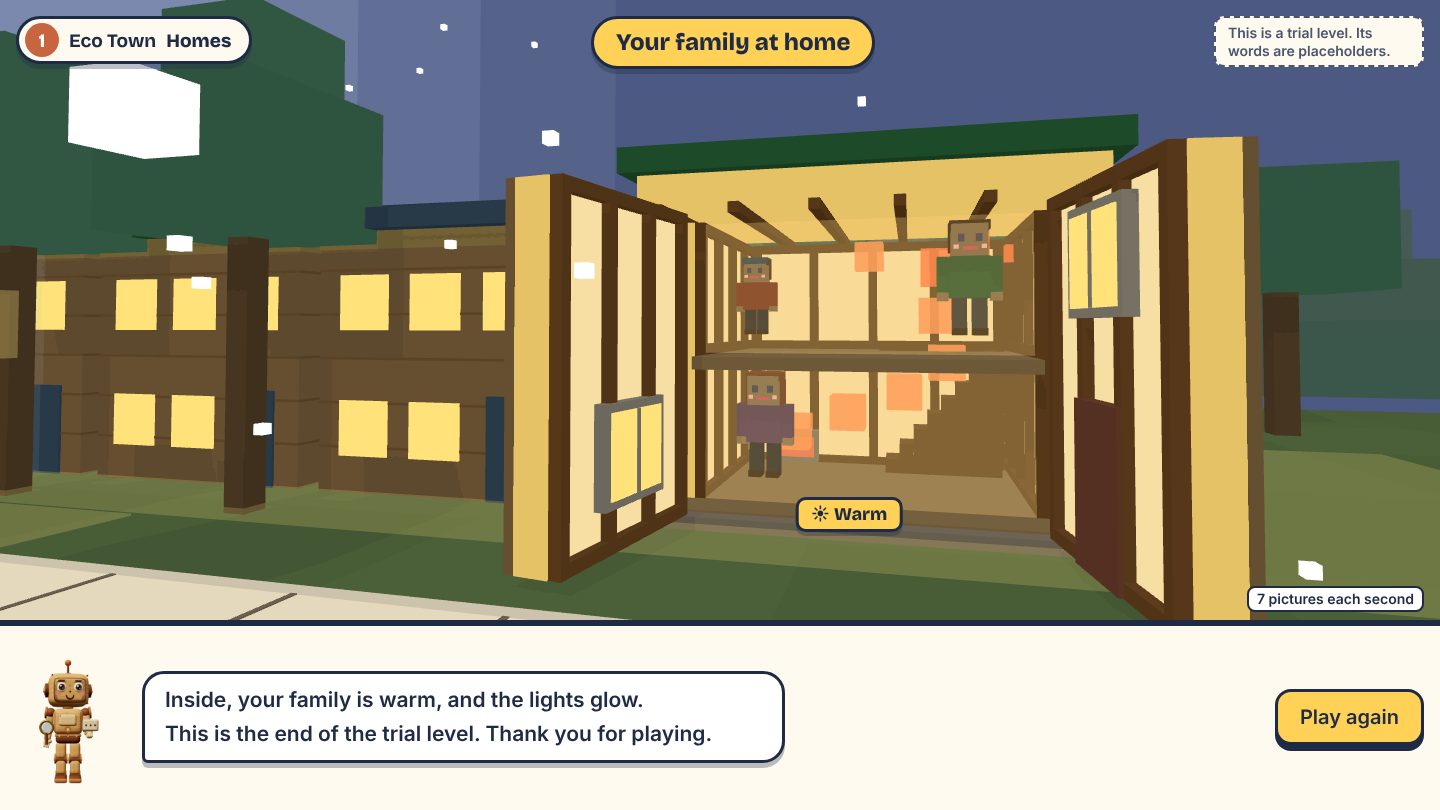 1 Eco Town Homes
Your family at home
This is a trial level. Its
words are placeholders.
☀ Warm
7 pictures each second
Inside, your family is warm, and the lights glow.
This is the end of the trial level. Thank you for playing.
Play again